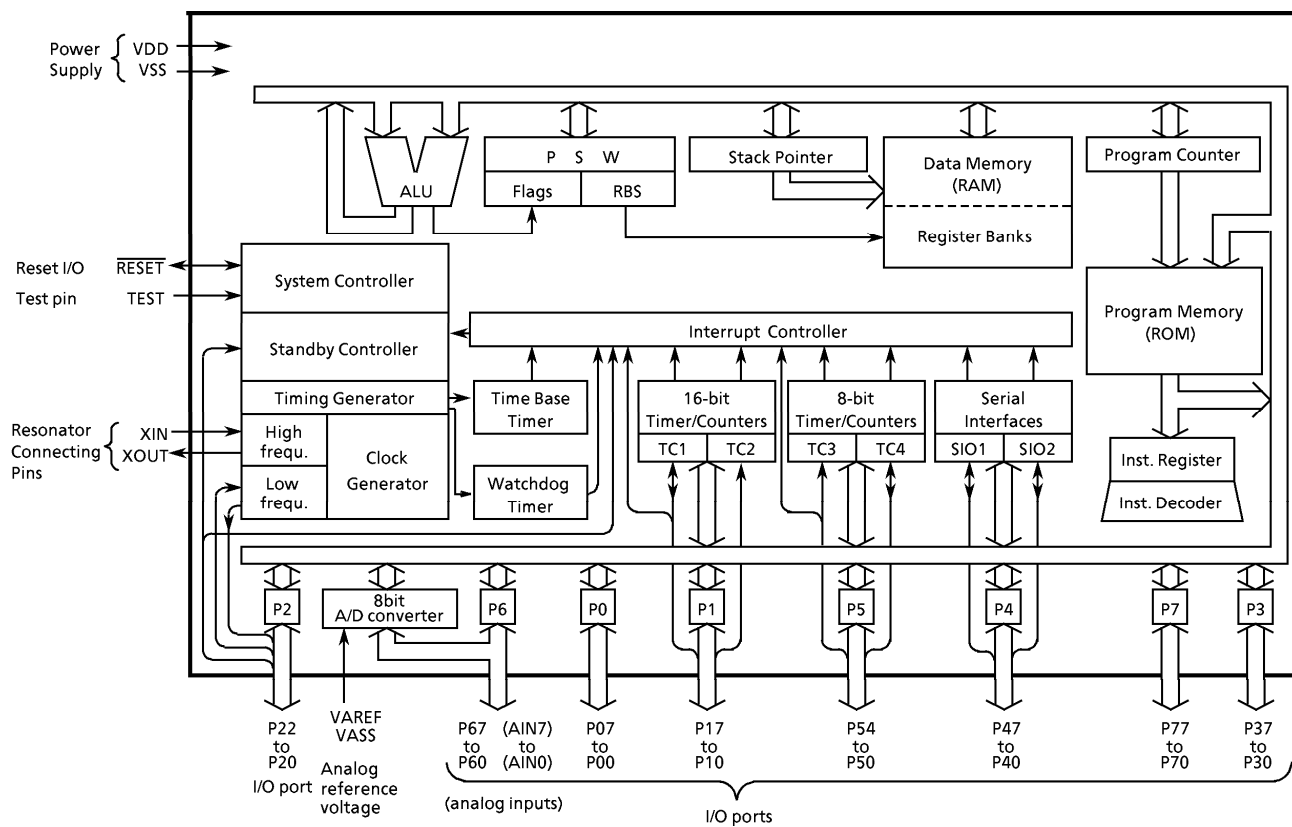 Power Supply
VDD
VSS
ALU
P S W
Flags
RBS
Stack Pointer
Data Memory
(RAM)
Register Banks
Program Counter
Reset I/O
RESET
Test pin
TEST
System Controller
Standby Controller
Timing Generator
Interrupt Controller
Program Memory
(ROM)
Time Base
Timer
16-bit
Timer/Counters
TC1
TC2
8-bit
Timer/Counters
TC3
TC4
Serial
Interfaces
SIO1
SIO2
Resonator
Connecting
Pins
XIN
XOUT
High
frequ.
Low
frequ.
Clock
Generator
Watchdog
Timer
Inst. Register
Inst. Decoder
P2
8bit
A/D converter
P6
P0
P1
P5
P4
P7
P3
P22
to
P20
I/O port
VAREF
VASS
Analog
reference
voltage
P67
to
P60
(AIN7)
to
(AIN0)
(analog inputs)
P07
to
P00
P17
to
P10
P54
to
P50
P47
to
P40
P77
to
P70
P37
to
P30
I/O ports